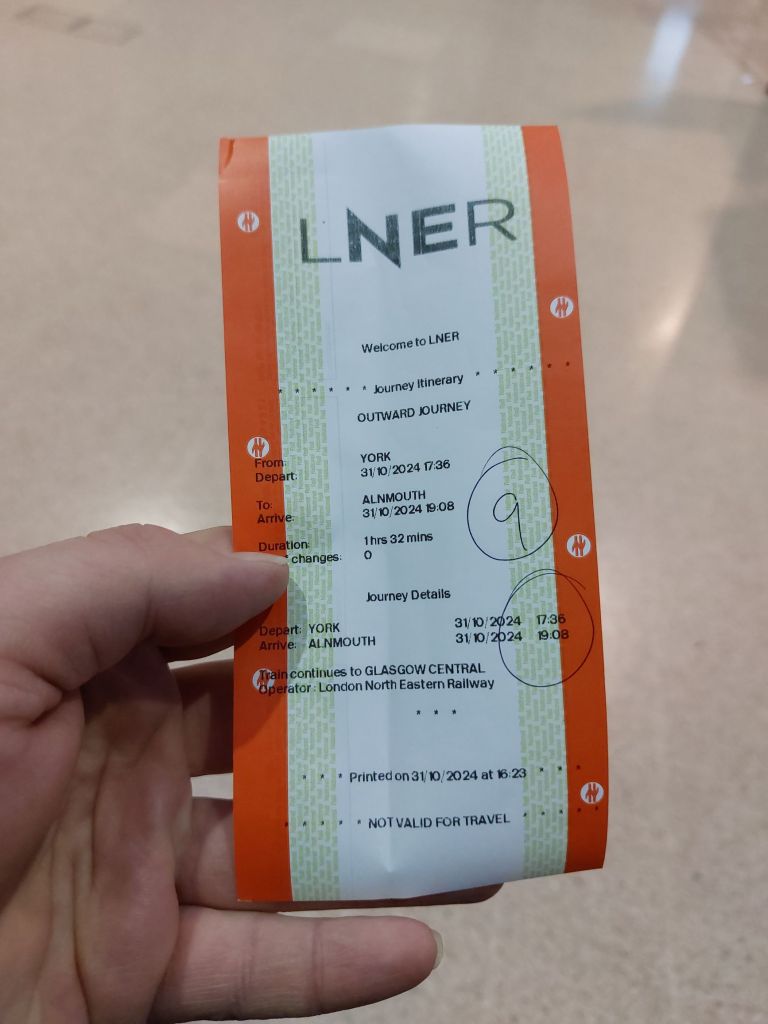 LNER
Welcome to LNER
* * * * * * Journey Itinerary * * * * * *
OUTWARD JOURNEY
From: YORK
Depart: 31/10/2024 17:36
To: ALNMOUTH
Arrive: 31/10/2024 19:08
9
Duration: 1 hrs 32 mins
changes: 0
Journey Details
Depart: YORK 31/10/2024 17:36
Arrive: ALNMOUTH 31/10/2024 19:08
Train continues to GLASGOW CENTRAL
Operator : London North Eastern Railway
* * *
* * * Printed on 31/10/2024 at 16:23 * * *
* * * * * NOT VALID FOR TRAVEL * * * * *